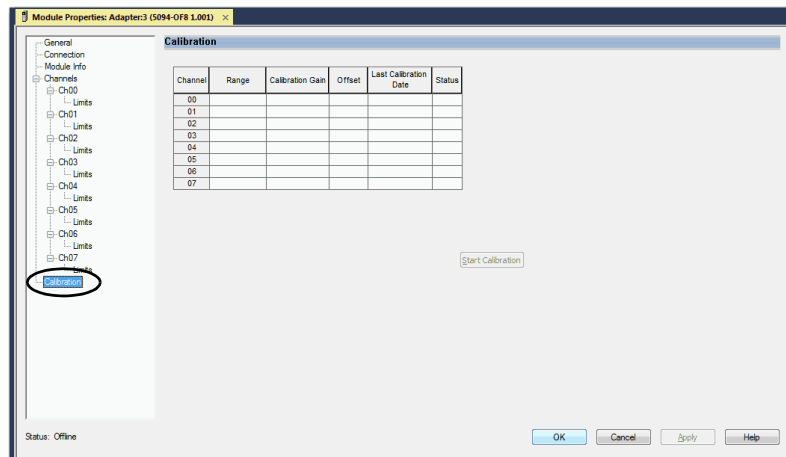 Module Properties: Adapter:3 (5094-OF8 1.001) ×
General
Connection
Module Info
Channels
Ch00
Limits
Ch01
Limits
Ch02
Limits
Ch03
Limits
Ch04
Limits
Ch05
Limits
Ch06
Limits
Ch07
Limits
Calibration
Calibration
Channel Range Calibration Gain Offset Last Calibration Date Status
00
01
02
03
04
05
06
07
Start Calibration
Status: Offline
OK Cancel Apply Help